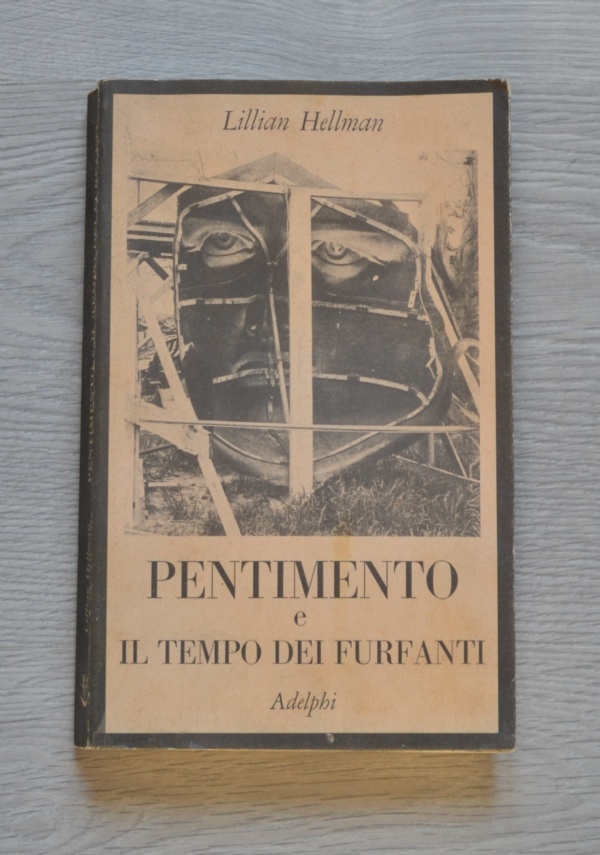 Lillian Hellman
PENTIMENTO
e
IL TEMPO DEI FURFANTI
Adelphi